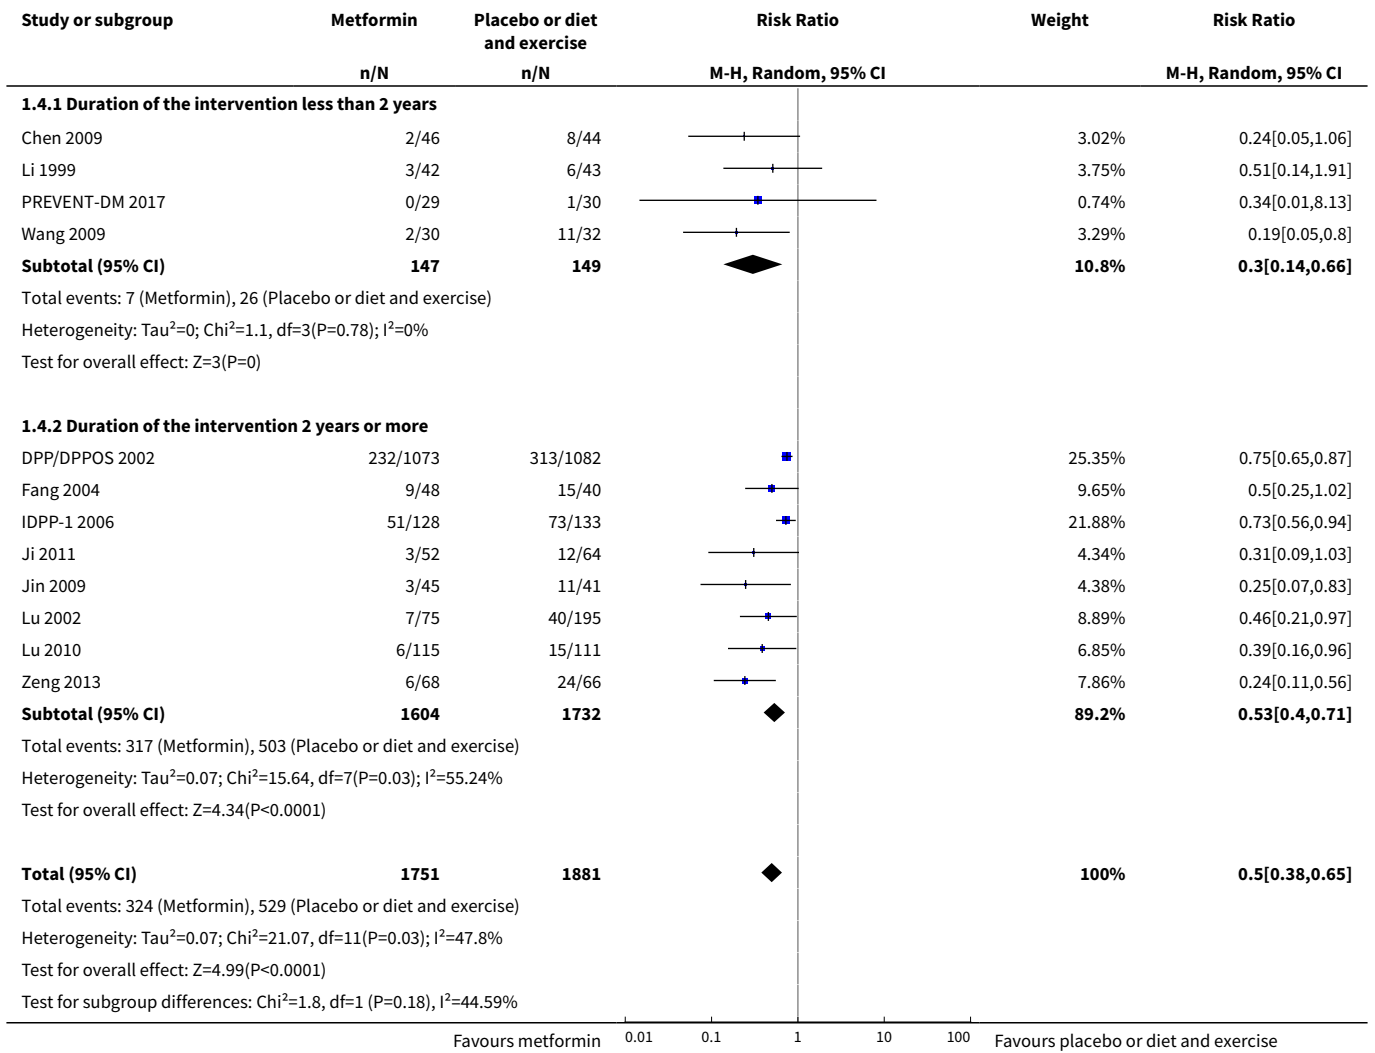 Study or subgroup Metformin Placebo or diet and exercise Risk Ratio Weight Risk Ratio
n/N n/N M-H, Random, 95% CI M-H, Random, 95% CI
1.4.1 Duration of the intervention less than 2 years
Chen 2009 2/46 8/44 3.02% 0.24[0.05,1.06]
Li 1999 3/42 6/43 3.75% 0.51[0.14,1.91]
PREVENT-DM 2017 0/29 1/30 0.74% 0.34[0.01,8.13]
Wang 2009 2/30 11/32 3.29% 0.19[0.05,0.8]
Subtotal (95% CI) 147 149 10.8% 0.3[0.14,0.66]
Total events: 7 (Metformin), 26 (Placebo or diet and exercise)
Heterogeneity: Tau²=0; Chi²=1.1, df=3(P=0.78); I²=0%
Test for overall effect: Z=3(P=0)
1.4.2 Duration of the intervention 2 years or more
DPP/DPPOS 2002 232/1073 313/1082 25.35% 0.75[0.65,0.87]
Fang 2004 9/48 15/40 9.65% 0.5[0.25,1.02]
IDPP-1 2006 51/128 73/133 21.88% 0.73[0.56,0.94]
Ji 2011 3/52 12/64 4.34% 0.31[0.09,1.03]
Jin 2009 3/45 11/41 4.38% 0.25[0.07,0.83]
Lu 2002 7/75 40/195 8.89% 0.46[0.21,0.97]
Lu 2010 6/115 15/111 6.85% 0.39[0.16,0.96]
Zeng 2013 6/68 24/66 7.86% 0.24[0.11,0.56]
Subtotal (95% CI) 1604 1732 89.2% 0.53[0.4,0.71]
Total events: 317 (Metformin), 503 (Placebo or diet and exercise)
Heterogeneity: Tau²=0.07; Chi²=15.64, df=7(P=0.03); I²=55.24%
Test for overall effect: Z=4.34(P<0.0001)
Total (95% CI) 1751 1881 100% 0.5[0.38,0.65]
Total events: 324 (Metformin), 529 (Placebo or diet and exercise)
Heterogeneity: Tau²=0.07; Chi²=21.07, df=11(P=0.03); I²=47.8%
Test for overall effect: Z=4.99(P<0.0001)
Test for subgroup differences: Chi²=1.8, df=1 (P=0.18), I²=44.59%
Favours metformin 0.01 0.1 1 10 100 Favours placebo or diet and exercise